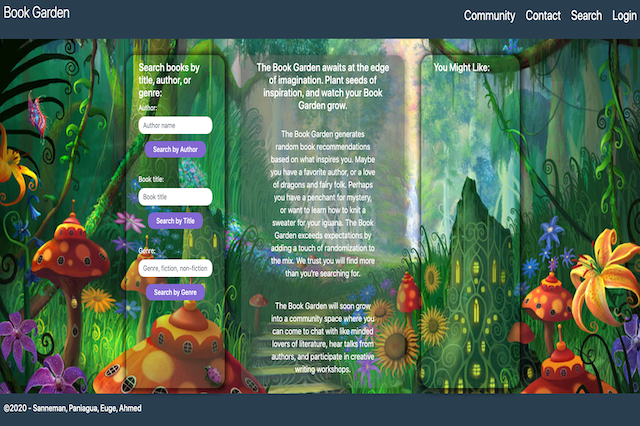 Book Garden
Community Contact Search Login
Search books by
title, author, or
genre:
Author:
Author name
Search by Author
Book title:
Book title
Search by Title
Genre:
Genre, fiction, non-fiction
Search by Genre
The Book Garden awaits at the edge
of imagination. Plant seeds of
inspiration, and watch your Book
Garden grow.
The Book Garden generates
random book recommendations
based on what inspires you. Maybe
you have a favorite author, or a love
of dragons and fairy folk. Perhaps
you have a penchant for mystery,
or want to learn how to knit a
sweater for your iguana. The Book
Garden exceeds expectations by
adding a touch of randomization to
the mix. We trust you will find more
than you're searching for.
The Book Garden will soon grow
into a community space where you
can come to chat with like minded
lovers of literature, hear talks from
authors, and participate in creative
writing workshops.
You Might Like:
©2020 - Sanneman, Paniagua, Euge, Ahmed